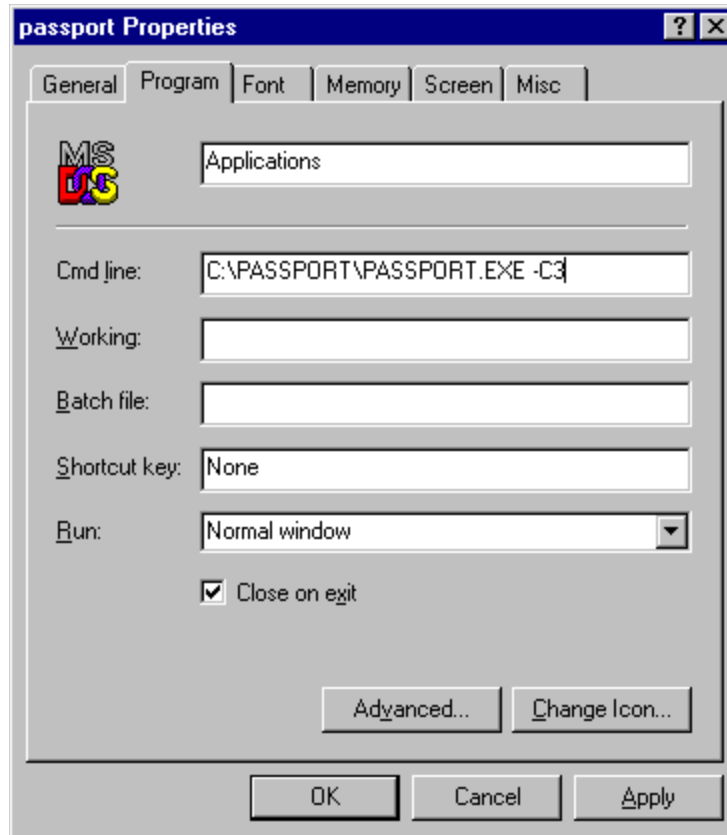 passport Properties
General Program Font Memory Screen Misc
MS
DOS
Applications
Cmd line: C:\PASSPORT\PASSPORT.EXE -C3
Working:
Batch file:
Shortcut key: None
Run: Normal window
Close on exit
Advanced... Change Icon...
OK Cancel Apply